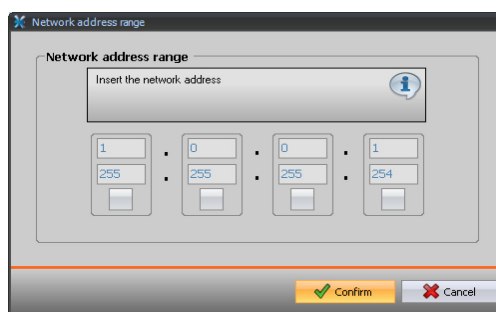 Network address range
Network address range
Insert the network address
1 . 0 . 0 . 1
255 . 255 . 255 . 254
Confirm Cancel